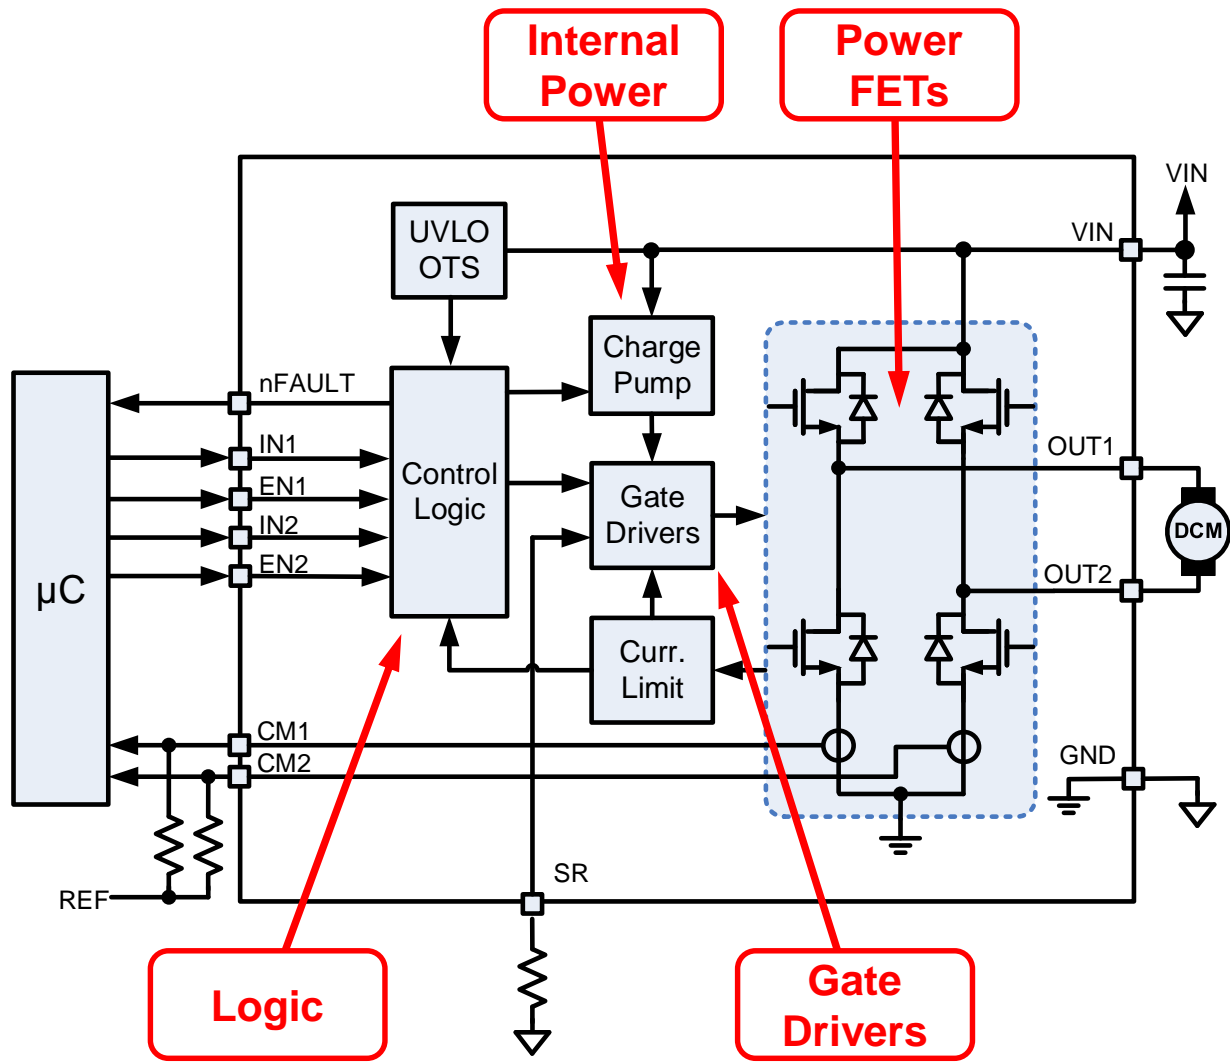 Internal
Power
Power
FETs
VIN
UVLO
OTS
VIN
Charge
Pump
nFAULT
IN1
EN1
IN2
EN2
Control
Logic
Gate
Drivers
OUT1
DCM
OUT2
µC
Curr.
Limit
CM1
CM2
GND
REF
SR
Logic
Gate
Drivers